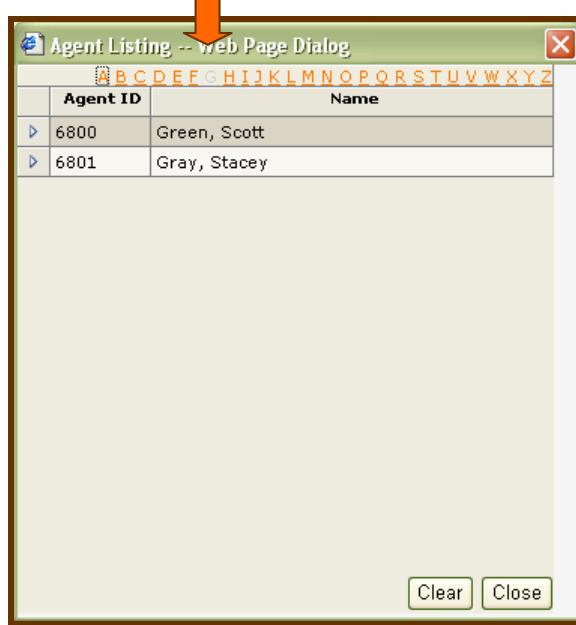 Agent Listing -- Web Page Dialog
A B C D E F G H I J K L M N O P Q R S T U V W X Y Z
Agent ID Name
6800 Green, Scott
6801 Gray, Stacey
Clear Close